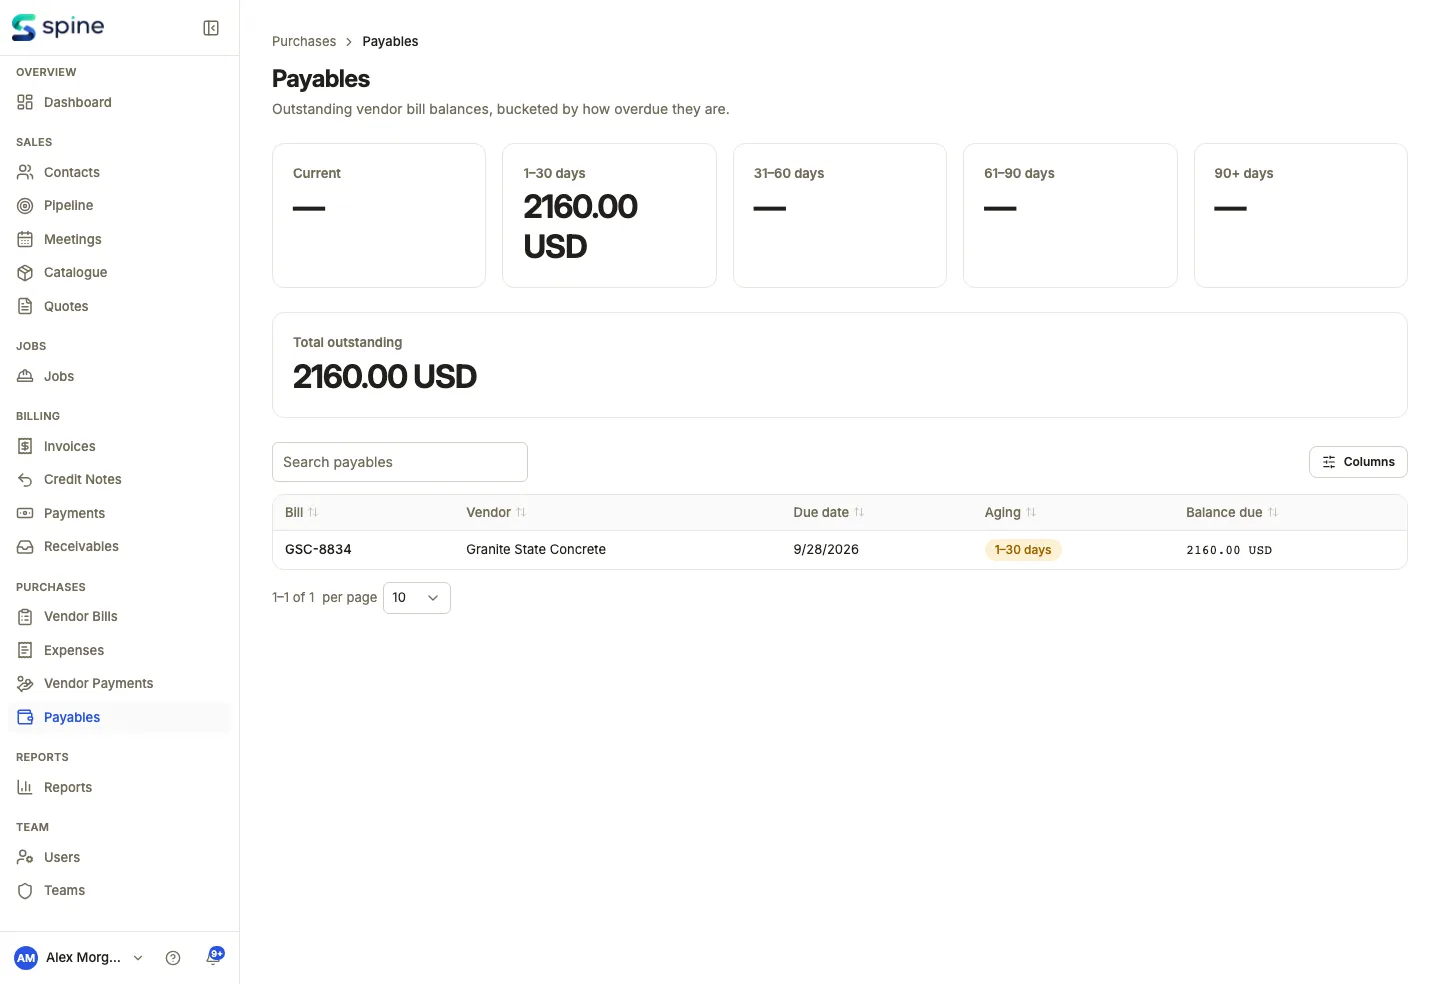 spine
OVERVIEW
Dashboard
SALES
Contacts
Pipeline
Meetings
Catalogue
Quotes
JOBS
Jobs
BILLING
Invoices
Credit Notes
Payments
Receivables
PURCHASES
Vendor Bills
Expenses
Vendor Payments
Payables
REPORTS
Reports
TEAM
Users
Teams
AM Alex Morg... 9+
Purchases > Payables
Payables
Outstanding vendor bill balances, bucketed by how overdue they are.
Current
—
1–30 days
2160.00
USD
31–60 days
—
61–90 days
—
90+ days
—
Total outstanding
2160.00 USD
Search payables
Columns
Bill Vendor Due date Aging Balance due
GSC-8834 Granite State Concrete 9/28/2026 1–30 days 2160.00 USD
1–1 of 1 per page 10